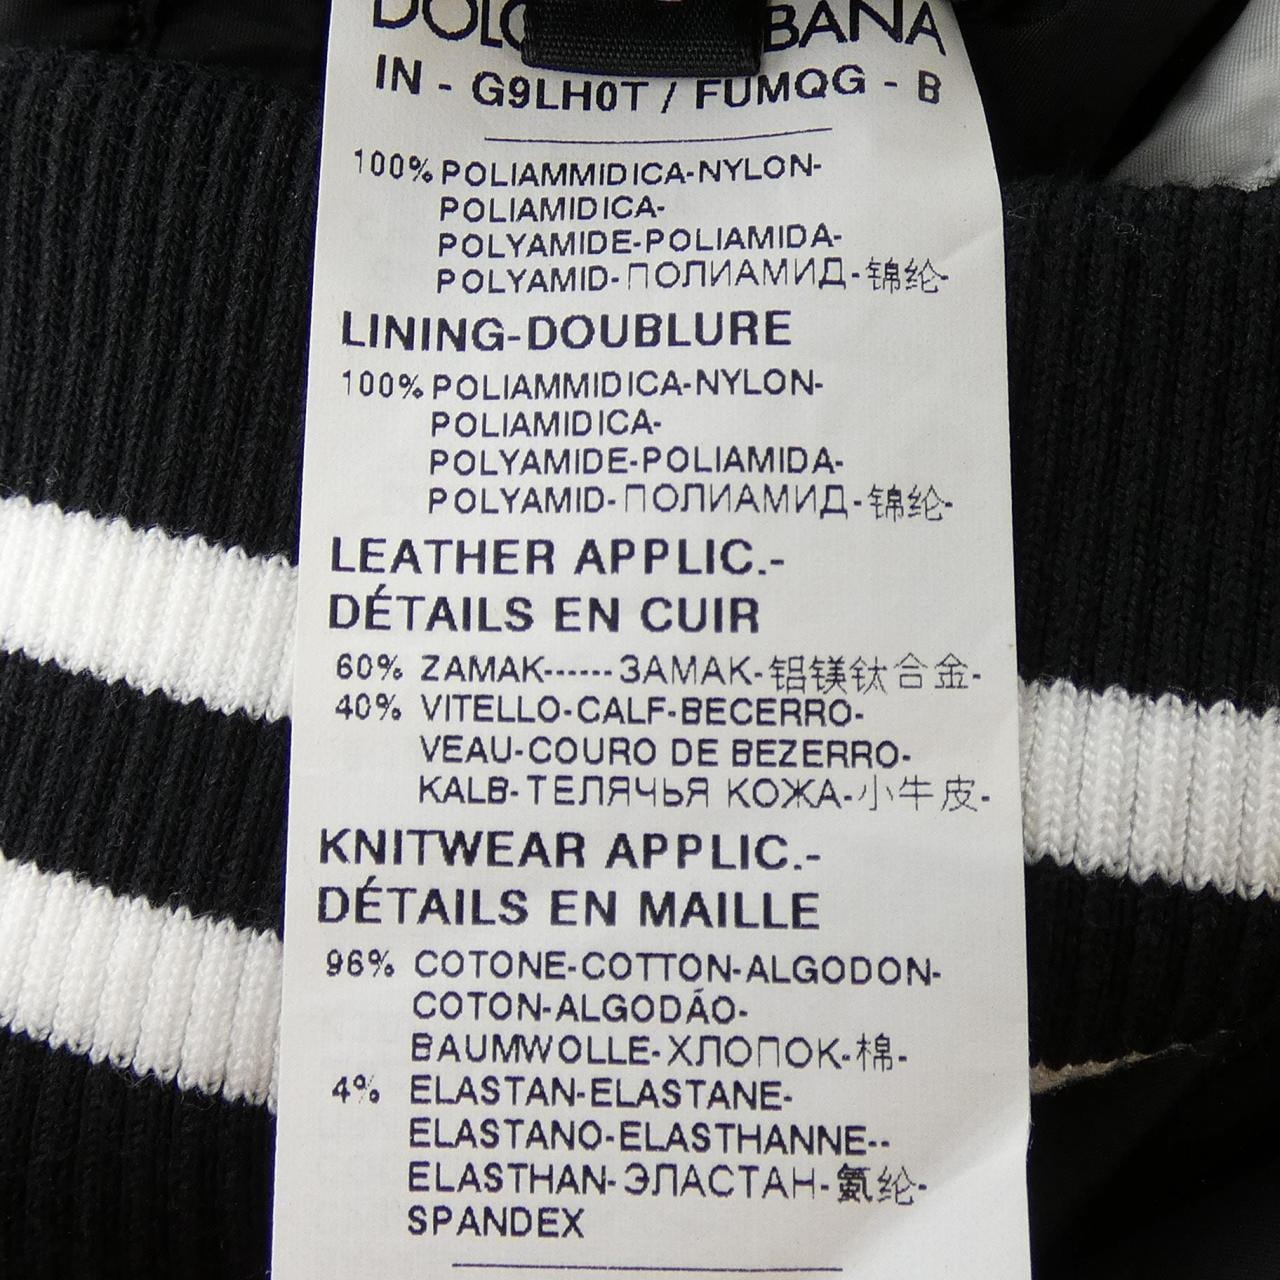 IN - G9LH0T / FUMQG - B
100% POLIAMMIDICA-NYLON-
POLIAMIDICA-
POLYAMIDE-POLIAMIDA-
POLYAMID-ПОЛИАМИД-锦纶-
LINING-DOUBLURE
100% POLIAMMIDICA-NYLON-
POLIAMIDICA-
POLYAMIDE-POLIAMIDA-
POLYAMID-ПОЛИАМИД-锦纶-
LEATHER APPLIC.-
DÉTAILS EN CUIR
60% ZAMAK------ЗАМАК-铝镁钛合金-
40% VITELLO-CALF-BECERRO-
VEAU-COURO DE BEZERRO-
KALB-ТЕЛЯЧЬЯ КОЖА-小牛皮-
KNITWEAR APPLIC.-
DÉTAILS EN MAILLE
96% COTONE-COTTON-ALGODON-
COTON-ALGODÃO-
BAUMWOLLE-ХЛОПОК-棉-
4% ELASTAN-ELASTANE-
ELASTANO-ELASTHANNE--
ELASTHAN-ЭЛАСТАН-氨纶-
SPANDEX